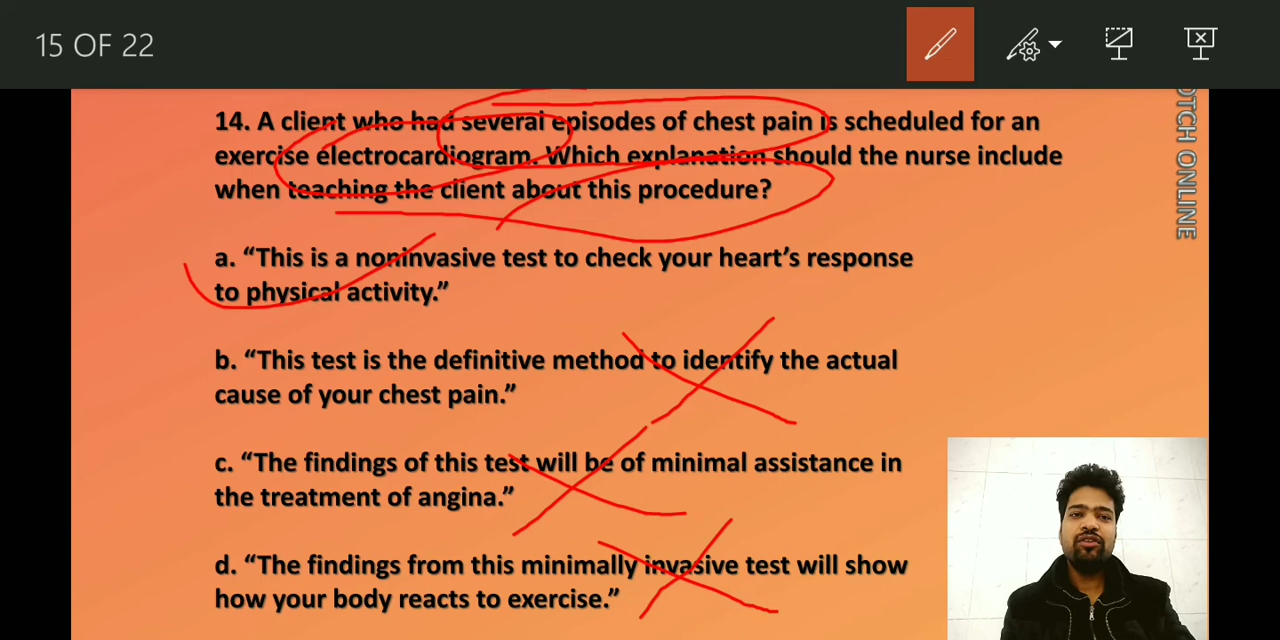 15 OF 22
14. A client who had several episodes of chest pain is scheduled for an
exercise electrocardiogram. Which explanation should the nurse include
when teaching the client about this procedure?
a. “This is a noninvasive test to check your heart’s response
to physical activity.”
b. “This test is the definitive method to identify the actual
cause of your chest pain.”
c. “The findings of this test will be of minimal assistance in
the treatment of angina.”
d. “The findings from this minimally invasive test will show
how your body reacts to exercise.”
ONLINE